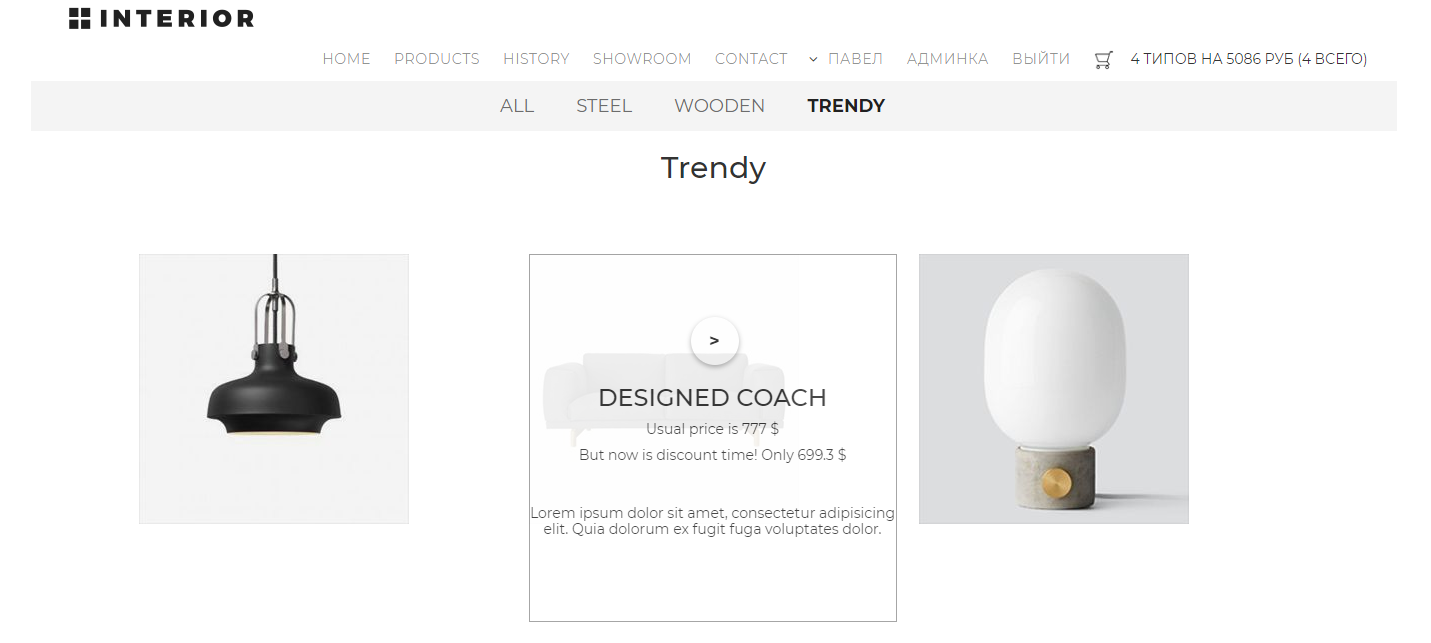 INTERIOR
HOME PRODUCTS HISTORY SHOWROOM CONTACT ПАВЕЛ АДМИНКА ВЫЙТИ 4 ТИПОВ НА 5086 РУБ (4 ВСЕГО)
ALL STEEL WOODEN TRENDY
Trendy
>
DESIGNED COACH
Usual price is 777 $
But now is discount time! Only 699.3 $
Lorem ipsum dolor sit amet, consectetur adipisicing
elit. Quia dolorum ex fugit fuga voluptates dolor.